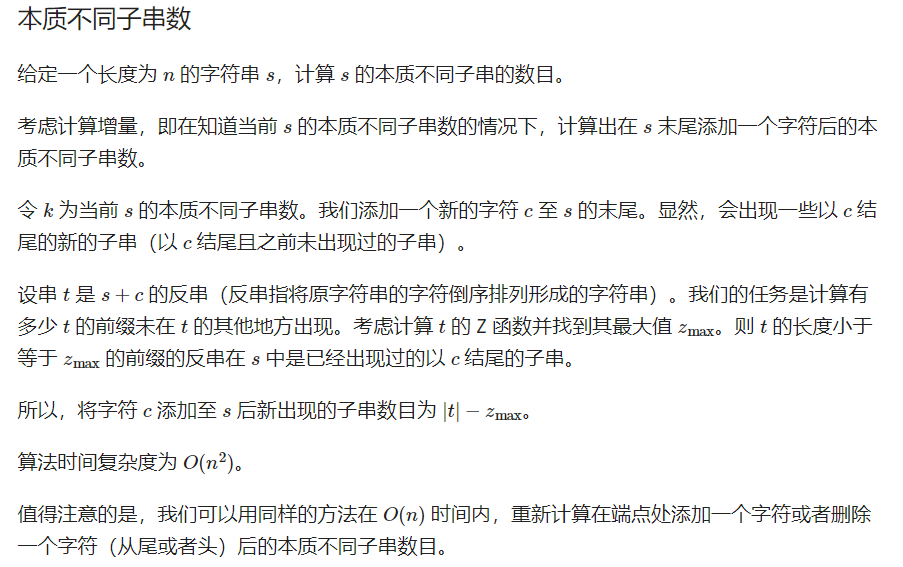 本质不同子串数
给定一个长度为 n 的字符串 s，计算 s 的本质不同子串的数目。
考虑计算增量，即在知道当前 s 的本质不同子串数的情况下，计算出在 s 末尾添加一个字符后的本
质不同子串数。
令 k 为当前 s 的本质不同子串数。我们添加一个新的字符 c 至 s 的末尾。显然，会出现一些以 c 结
尾的新的子串（以 c 结尾且之前未出现过的子串）。
设串 t 是 s + c 的反串（反串指将原字符串的字符倒序排列形成的字符串）。我们的任务是计算有
多少 t 的前缀未在 t 的其他地方出现。考虑计算 t 的 Z 函数并找到其最大值 z_max。则 t 的长度小于
等于 z_max 的前缀的反串在 s 中是已经出现过的以 c 结尾的子串。
所以，将字符 c 添加至 s 后新出现的子串数目为 |t| − z_max。
算法时间复杂度为 O(n²)。
值得注意的是，我们可以用同样的方法在 O(n) 时间内，重新计算在端点处添加一个字符或者删除
一个字符（从尾或者头）后的本质不同子串数目。